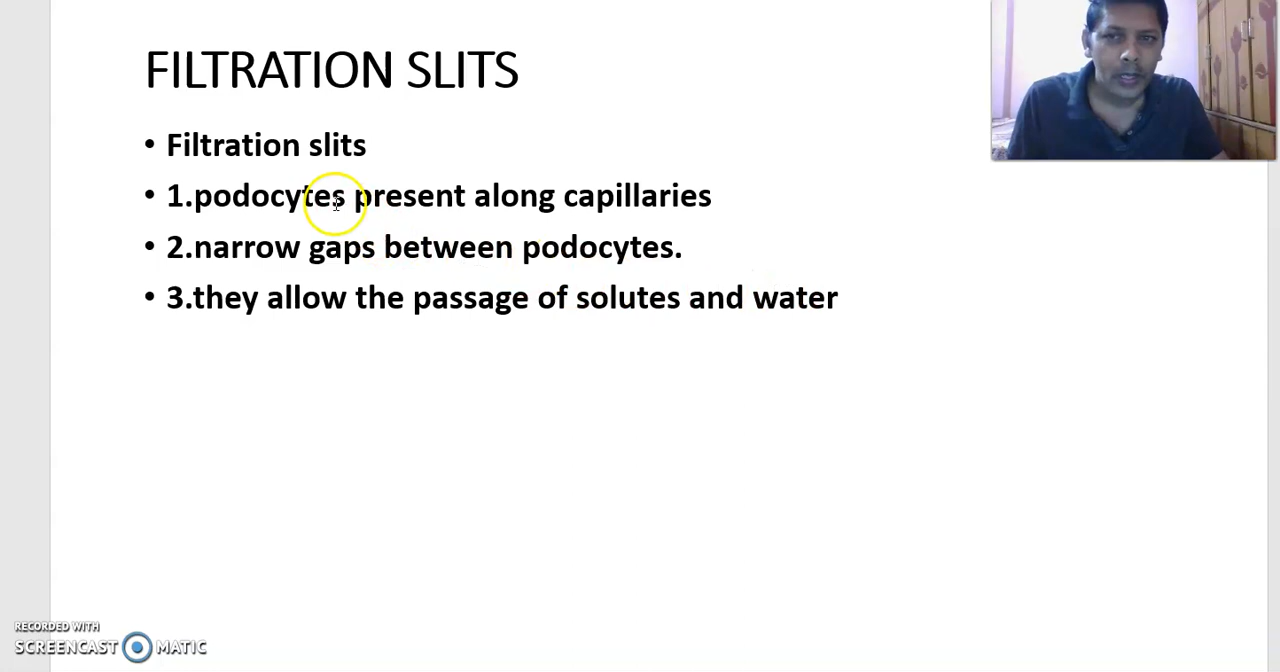 FILTRATION SLITS
• Filtration slits
• 1.podocytes present along capillaries
• 2.narrow gaps between podocytes.
• 3.they allow the passage of solutes and water
RECORDED WITH
SCREENCAST MATIC